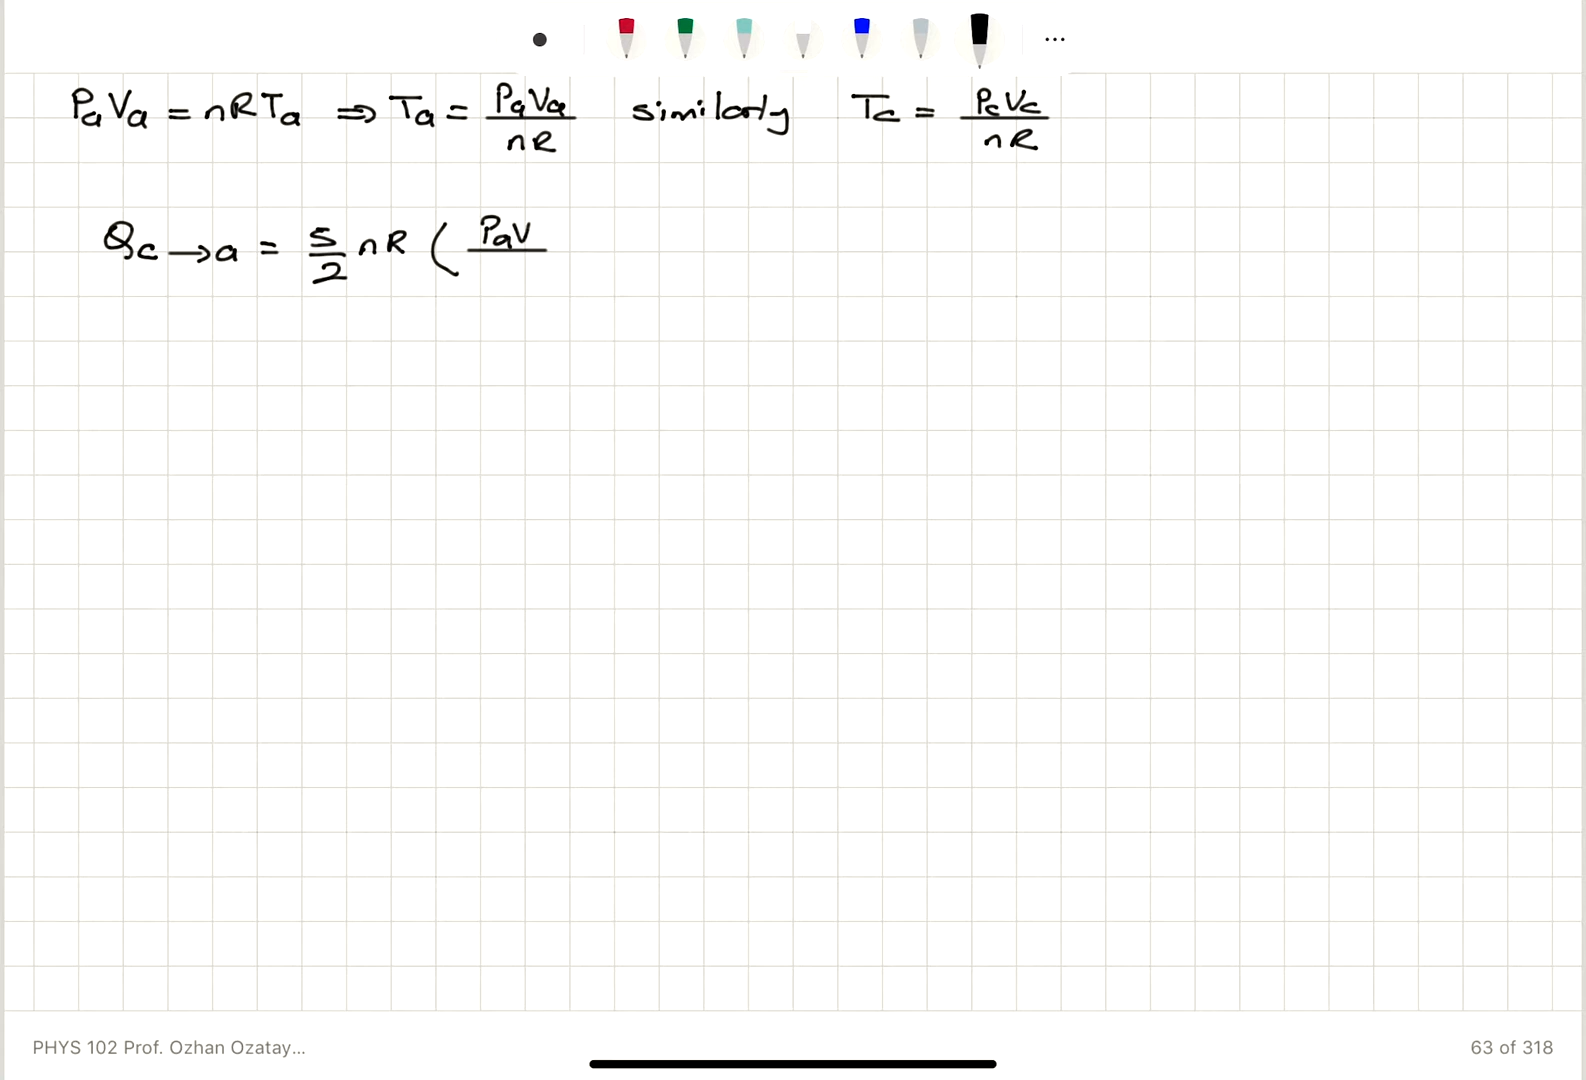 PaVa = nRTa ⇒ Ta = PaVa/nR similarly Tc = PcVc/nR
Qc→a = 5/2 nR ( PaV
PHYS 102 Prof. Ozhan Ozatay...
63 of 318